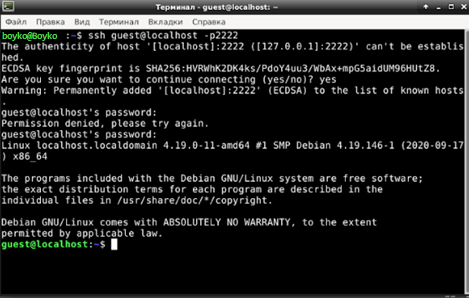 Терминал - guest@localhost: ~
Файл Правка Вид Терминал Вкладки Справка
boyko@Boyko :~$ ssh guest@localhost -p2222
The authenticity of host '[localhost]:2222 ([127.0.0.1]:2222)' can't be establis
hed.
ECDSA key fingerprint is SHA256:HVRWhK2DK4ks/PdoY4uu3/WbAx+mpG5aidUM96HUtZ8.
Are you sure you want to continue connecting (yes/no)? yes
Warning: Permanently added '[localhost]:2222' (ECDSA) to the list of known hosts
.
guest@localhost's password:
Permission denied, please try again.
guest@localhost's password:
Linux localhost.localdomain 4.19.0-11-amd64 #1 SMP Debian 4.19.146-1 (2020-09-17
) x86_64
The programs included with the Debian GNU/Linux system are free software;
the exact distribution terms for each program are described in the
individual files in /usr/share/doc/*/copyright.
Debian GNU/Linux comes with ABSOLUTELY NO WARRANTY, to the extent
permitted by applicable law.
guest@localhost:~$